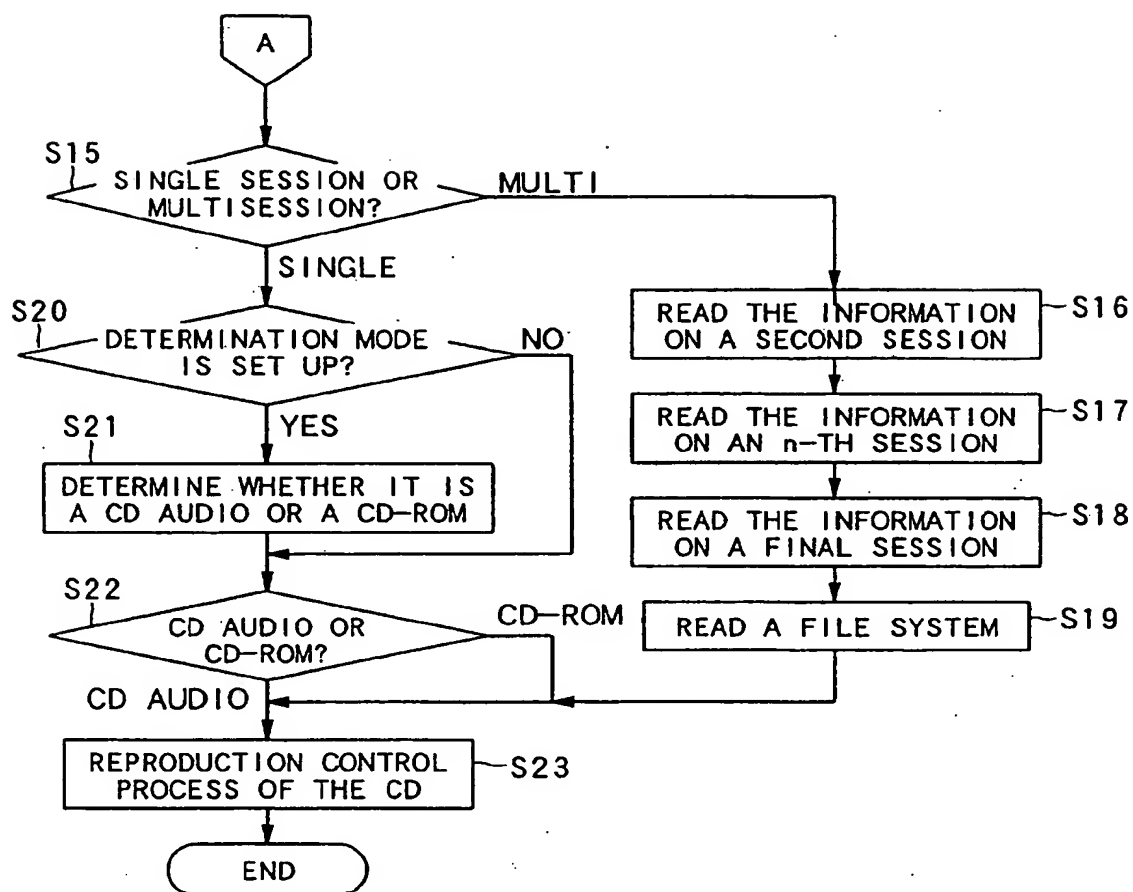 A
S15
SINGLE SESSION OR
MULTISESSION?
MULTI
SINGLE
S20
DETERMINATION MODE
IS SET UP?
NO
YES
S21
DETERMINE WHETHER IT IS
A CD AUDIO OR A CD-ROM
S22
CD AUDIO OR
CD-ROM?
CD-ROM
CD AUDIO
READ THE INFORMATION
ON A SECOND SESSION
S16
READ THE INFORMATION
ON AN n-TH SESSION
S17
READ THE INFORMATION
ON A FINAL SESSION
S18
READ A FILE SYSTEM
S19
REPRODUCTION CONTROL
PROCESS OF THE CD
S23
END